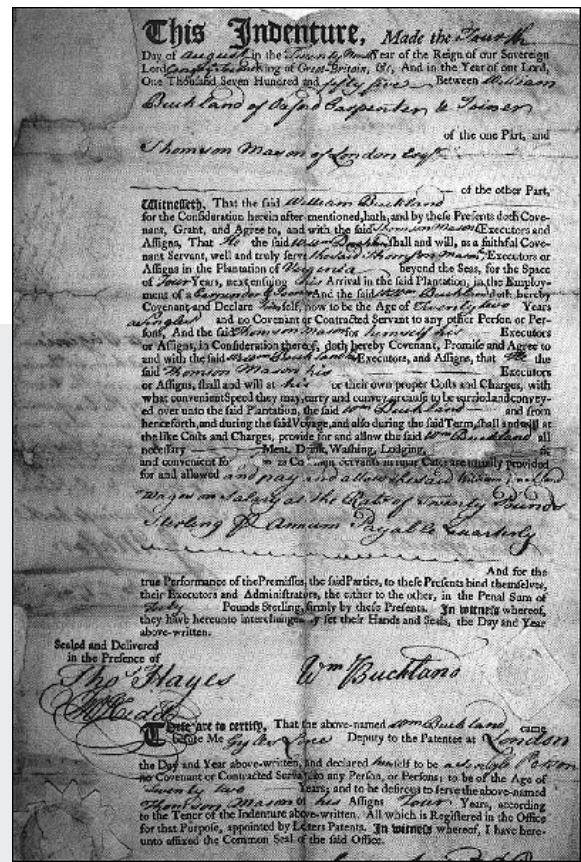 This Indenture, Made the Fourth
Day of August in the Twenty Ninth Year of the Reign of our Sovereign
Lord George the King of Great-Britain, &c. And in the Year of our Lord,
One Thousand Seven Hundred and fifty five Between William
Buckland of Oxford Carpenter & Joiner
of the one Part, and
Thomson Mason of London Esqr.
of the other Part,
Witnesseth, That the said William Buckland
for the Consideration herein after-mentioned, hath, and by these Presents doth Cove-
nant, Grant, and Agree to, and with the said Thomson Mason Executors and
Assigns, That He the said Wm Buckland shall and will, as a faithful Cove-
nant Servant, well and truly serve the said Thomson Mason Executors or
Assigns in the Plantation of Virginia beyond the Seas, for the Space
of Four Years, next ensuing his Arrival in the said Plantation, in the Employ-
ment of a Carpenter & Joiner And the said Wm Buckland doth hereby
Covenant and Declare himself, now to be the Age of Twenty two Years
a Single and no Covenant or Contracted Servant to any other Person or Per-
sons, And the said Thomson Mason for himself his Executors
or Assigns, in Consideration thereof, doth hereby Covenant, Promise and Agree to
and with the said Wm Buckland his Executors, and Assigns, that He the
said Thomson Mason his Executors
or Assigns, shall and will at his or their own proper Costs and Charges, with
what convenient Speed they may, carry and convey or cause to be carried and convey-
ed over unto the said Plantation, the said Wm Buckland and from
henceforth, and during the said Voyage, and also during the said Term, shall and will at
the like Costs and Charges, provide for and allow the said Wm Buckland all
necessary Meat, Drink, Washing, Lodging,
and convenient for as Covenant Servants in such Cases are usually provided
for and allowed and pay and allow the said William Buckland
Wages or Salary at the Rate of Twenty Pounds
Sterling Pr Annum Payable Quarterly
And for the
true Performance of the Premisses, the said Parties, to these Presents bind themselves,
their Executors and Administrators, the either to the other, in the Penal Sum of
Pounds Sterling, firmly by these Presents. In witness whereof,
they have hereunto interchangeably set their Hands and Seals, the Day and Year
above-written.
Sealed and Delivered
in the Presence of
Thos Hayes
Wm Buckland
These are to certify, That the above-named Wm Buckland came
before Me Deputy to the Patentee at London
the Day and Year above-written, and declared himself to be a Single Person
no Covenant or Contracted Servant to any Person, or Persons; to be of the Age of
Twenty two Years; and to be desirous to serve the above-named
Thomson Mason or his Assigns Four Years, according
to the Tenor of the Indenture above-written. All which is Registered in the Office
for that Purpose, appointed by Letters Patents. In witness whereof, I have here-
unto affixed the Common Seal of the said Office.